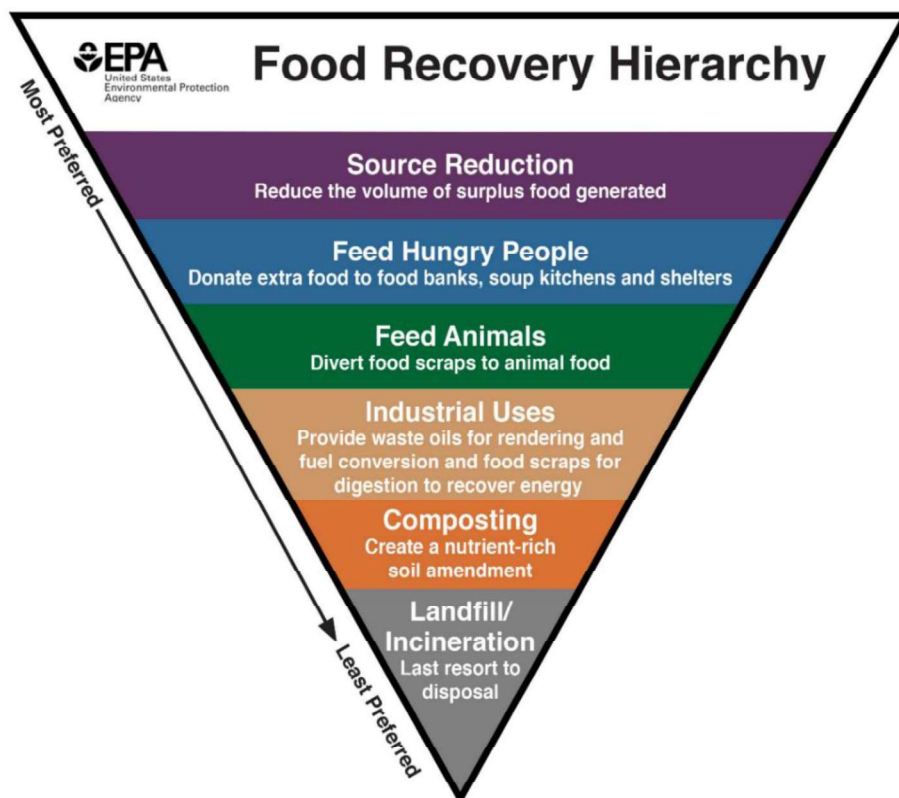 EPA
United States
Environmental Protection
Agency
Food Recovery Hierarchy
Most Preferred
Source Reduction
Reduce the volume of surplus food generated
Feed Hungry People
Donate extra food to food banks, soup kitchens and shelters
Feed Animals
Divert food scraps to animal food
Industrial Uses
Provide waste oils for rendering and
fuel conversion and food scraps for
digestion to recover energy
Composting
Create a nutrient-rich
soil amendment
Landfill/
Incineration
Last resort to
disposal
Least Preferred